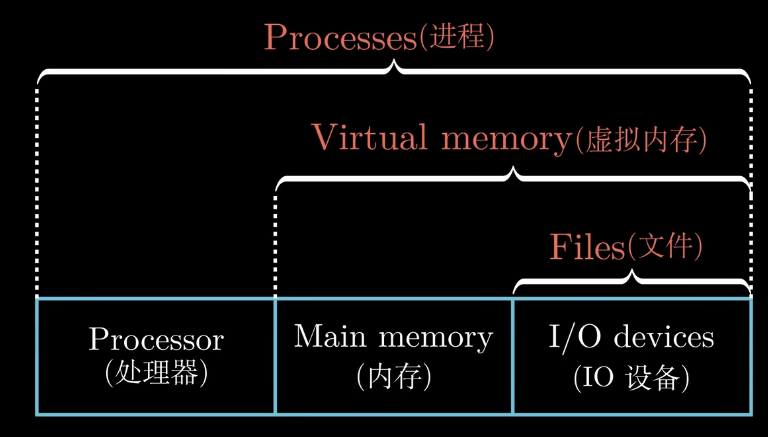 Processes(进程)
Virtual memory(虚拟内存)
Files(文件)
Processor
(处理器)
Main memory
(内存)
I/O devices
(IO 设备)